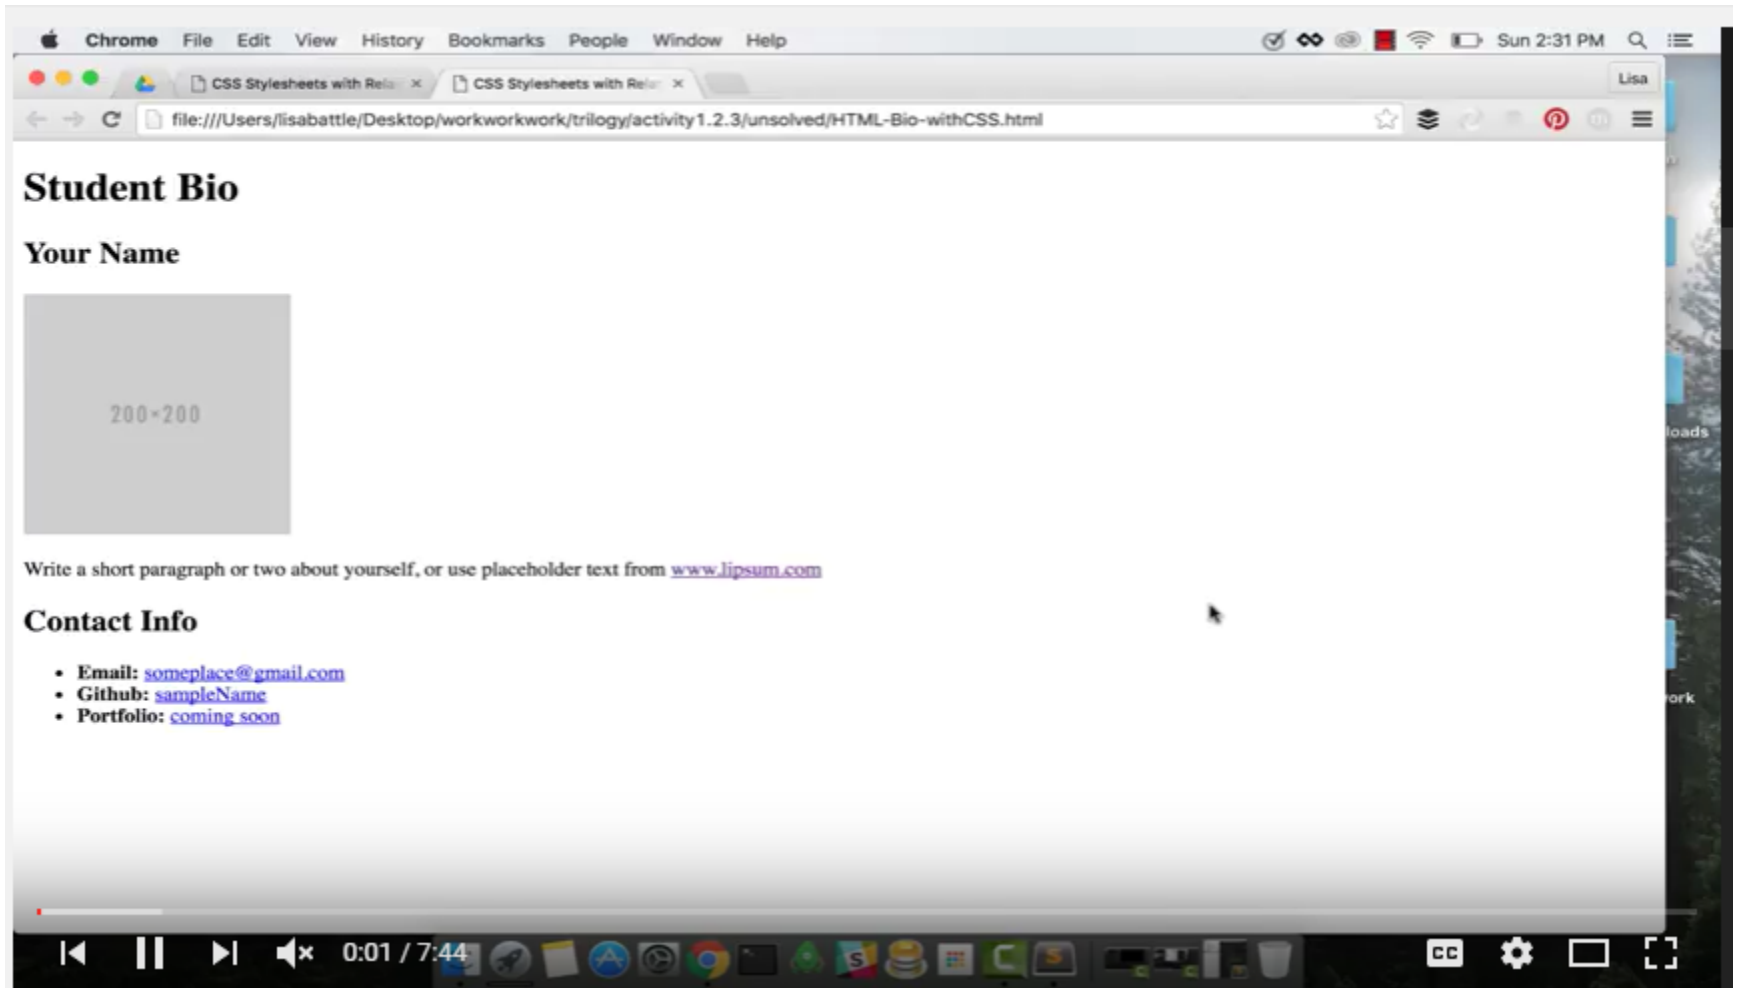 Chrome File Edit View History Bookmarks People Window Help Sun 2:31 PM
CSS Stylesheets with Rela CSS Stylesheets with Rela Lisa
file:///Users/lisabattle/Desktop/workworkwork/trilogy/activity1.2.3/unsolved/HTML-Bio-withCSS.html
Student Bio
Your Name
200×200
loads
Write a short paragraph or two about yourself, or use placeholder text from www.lipsum.com
Contact Info
Email: someplace@gmail.com
Github: sampleName
ork
Portfolio: coming soon
0:01 / 7:44 CC